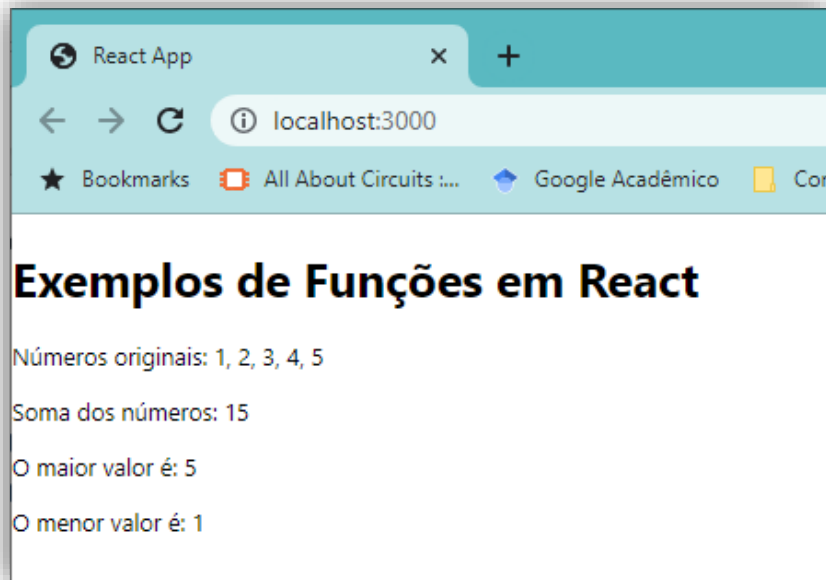 React App
localhost:3000
Bookmarks All About Circuits :... Google Acadêmico Cor
Exemplos de Funções em React
Números originais: 1, 2, 3, 4, 5
Soma dos números: 15
O maior valor é: 5
O menor valor é: 1